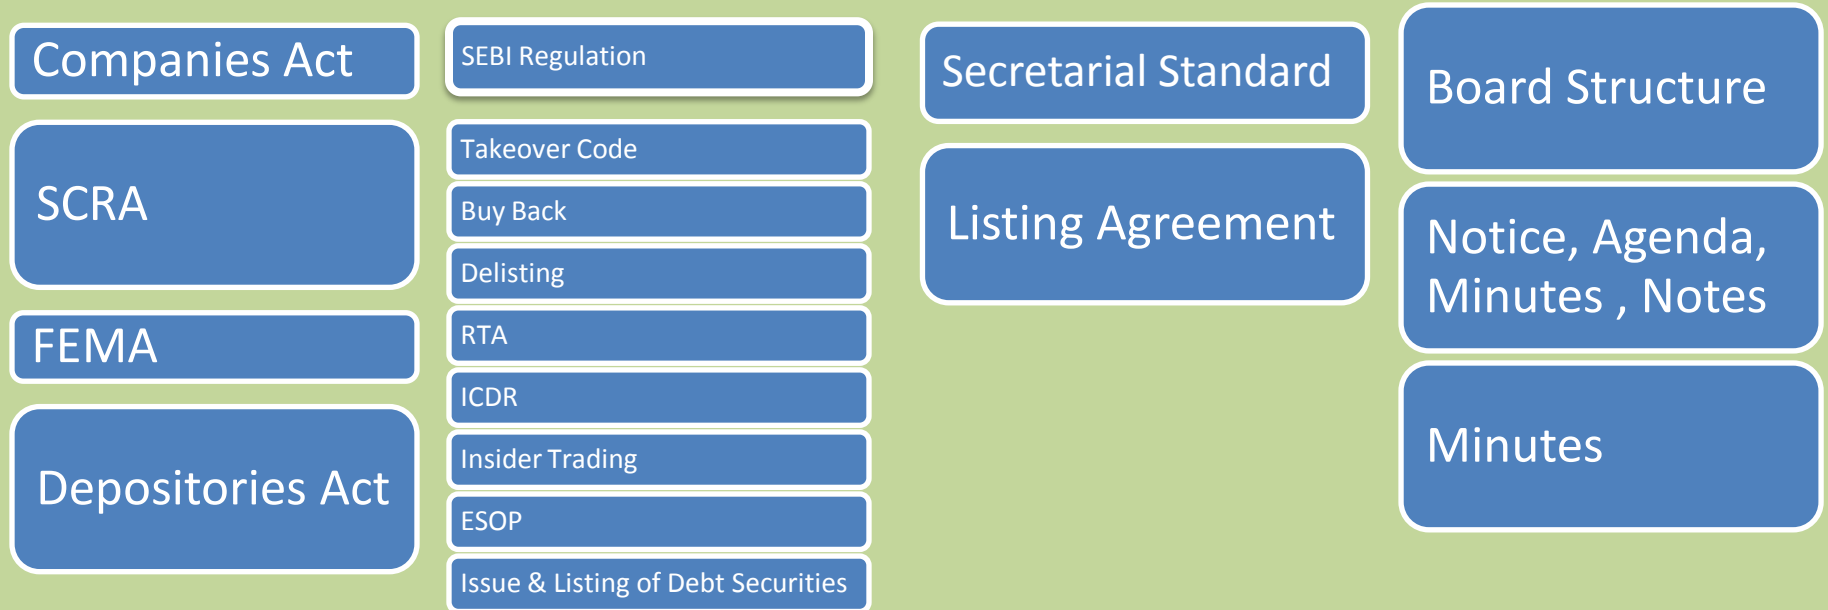 Companies Act
SCRA
FEMA
Depositories Act
SEBI Regulation
Takeover Code
Buy Back
Delisting
RTA
ICDR
Insider Trading
ESOP
Issue & Listing of Debt Securities
Secretarial Standard
Listing Agreement
Board Structure
Notice, Agenda,
Minutes , Notes
Minutes